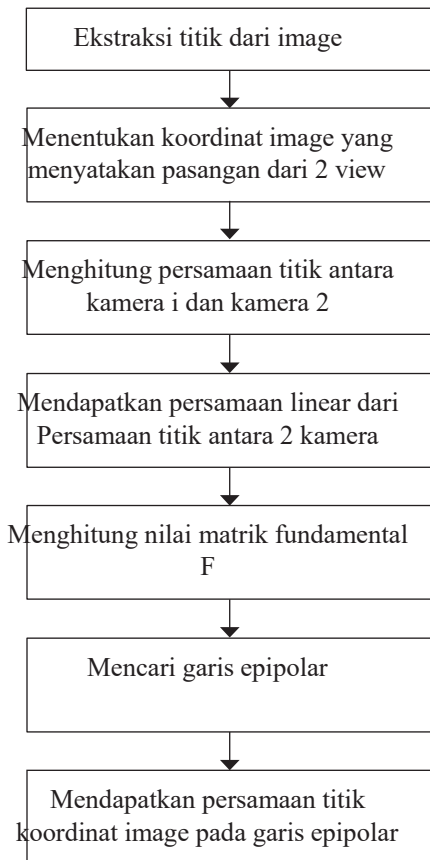 Ekstraksi titik dari image
Menentukan koordinat image yang
menyatakan pasangan dari 2 view
Menghitung persamaan titik antara
kamera i dan kamera 2
Mendapatkan persamaan linear dari
Persamaan titik antara 2 kamera
Menghitung nilai matrik fundamental
F
Mencari garis epipolar
Mendapatkan persamaan titik
koordinat image pada garis epipolar